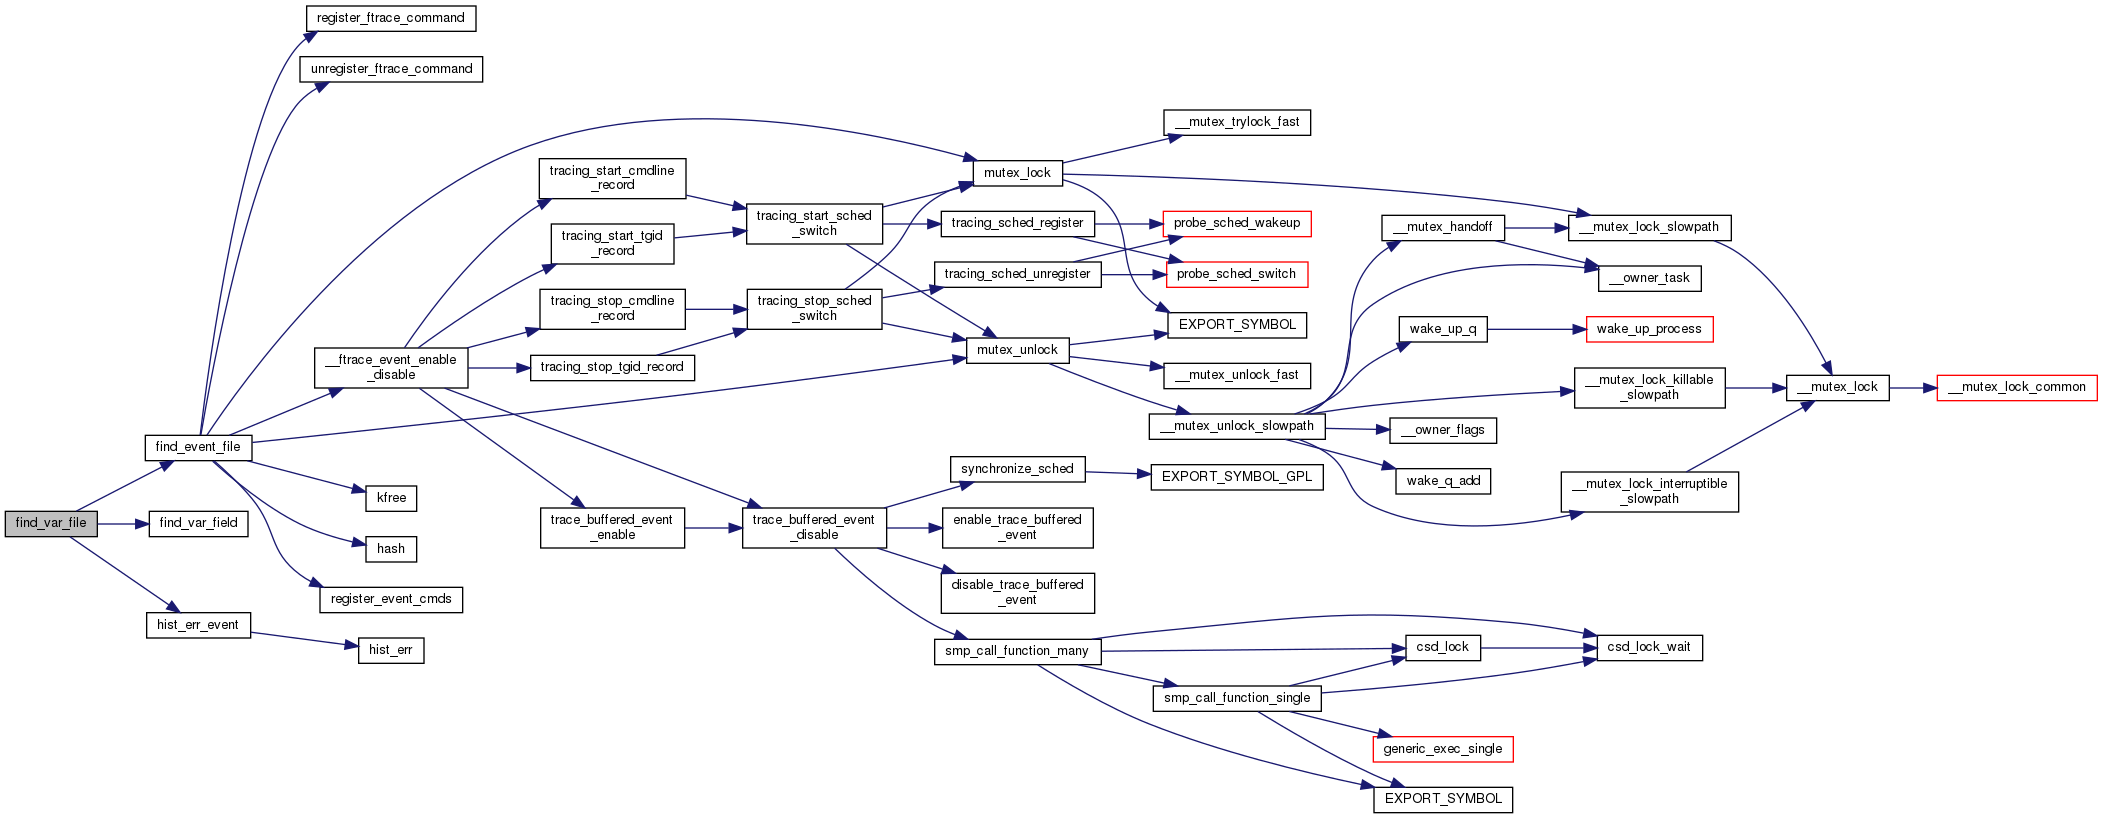 register_ftrace_command
unregister_ftrace_command
__mutex_trylock_fast
tracing_start_cmdline
_record
mutex_lock
tracing_start_sched
_switch
tracing_sched_register
probe_sched_wakeup
__mutex_handoff
__mutex_lock_slowpath
tracing_start_tgid
_record
tracing_sched_unregister
probe_sched_switch
__owner_task
tracing_stop_cmdline
_record
tracing_stop_sched
_switch
EXPORT_SYMBOL
wake_up_q
wake_up_process
mutex_unlock
__ftrace_event_enable
_disable
tracing_stop_tgid_record
__mutex_unlock_fast
__mutex_lock_killable
_slowpath
__mutex_lock
__mutex_lock_common
__mutex_unlock_slowpath
__owner_flags
find_event_file
synchronize_sched
EXPORT_SYMBOL_GPL
wake_q_add
__mutex_lock_interruptible
_slowpath
kfree
find_var_file
find_var_field
trace_buffered_event
_enable
trace_buffered_event
_disable
enable_trace_buffered
_event
hash
disable_trace_buffered
_event
register_event_cmds
hist_err_event
hist_err
smp_call_function_many
csd_lock
csd_lock_wait
smp_call_function_single
generic_exec_single
EXPORT_SYMBOL